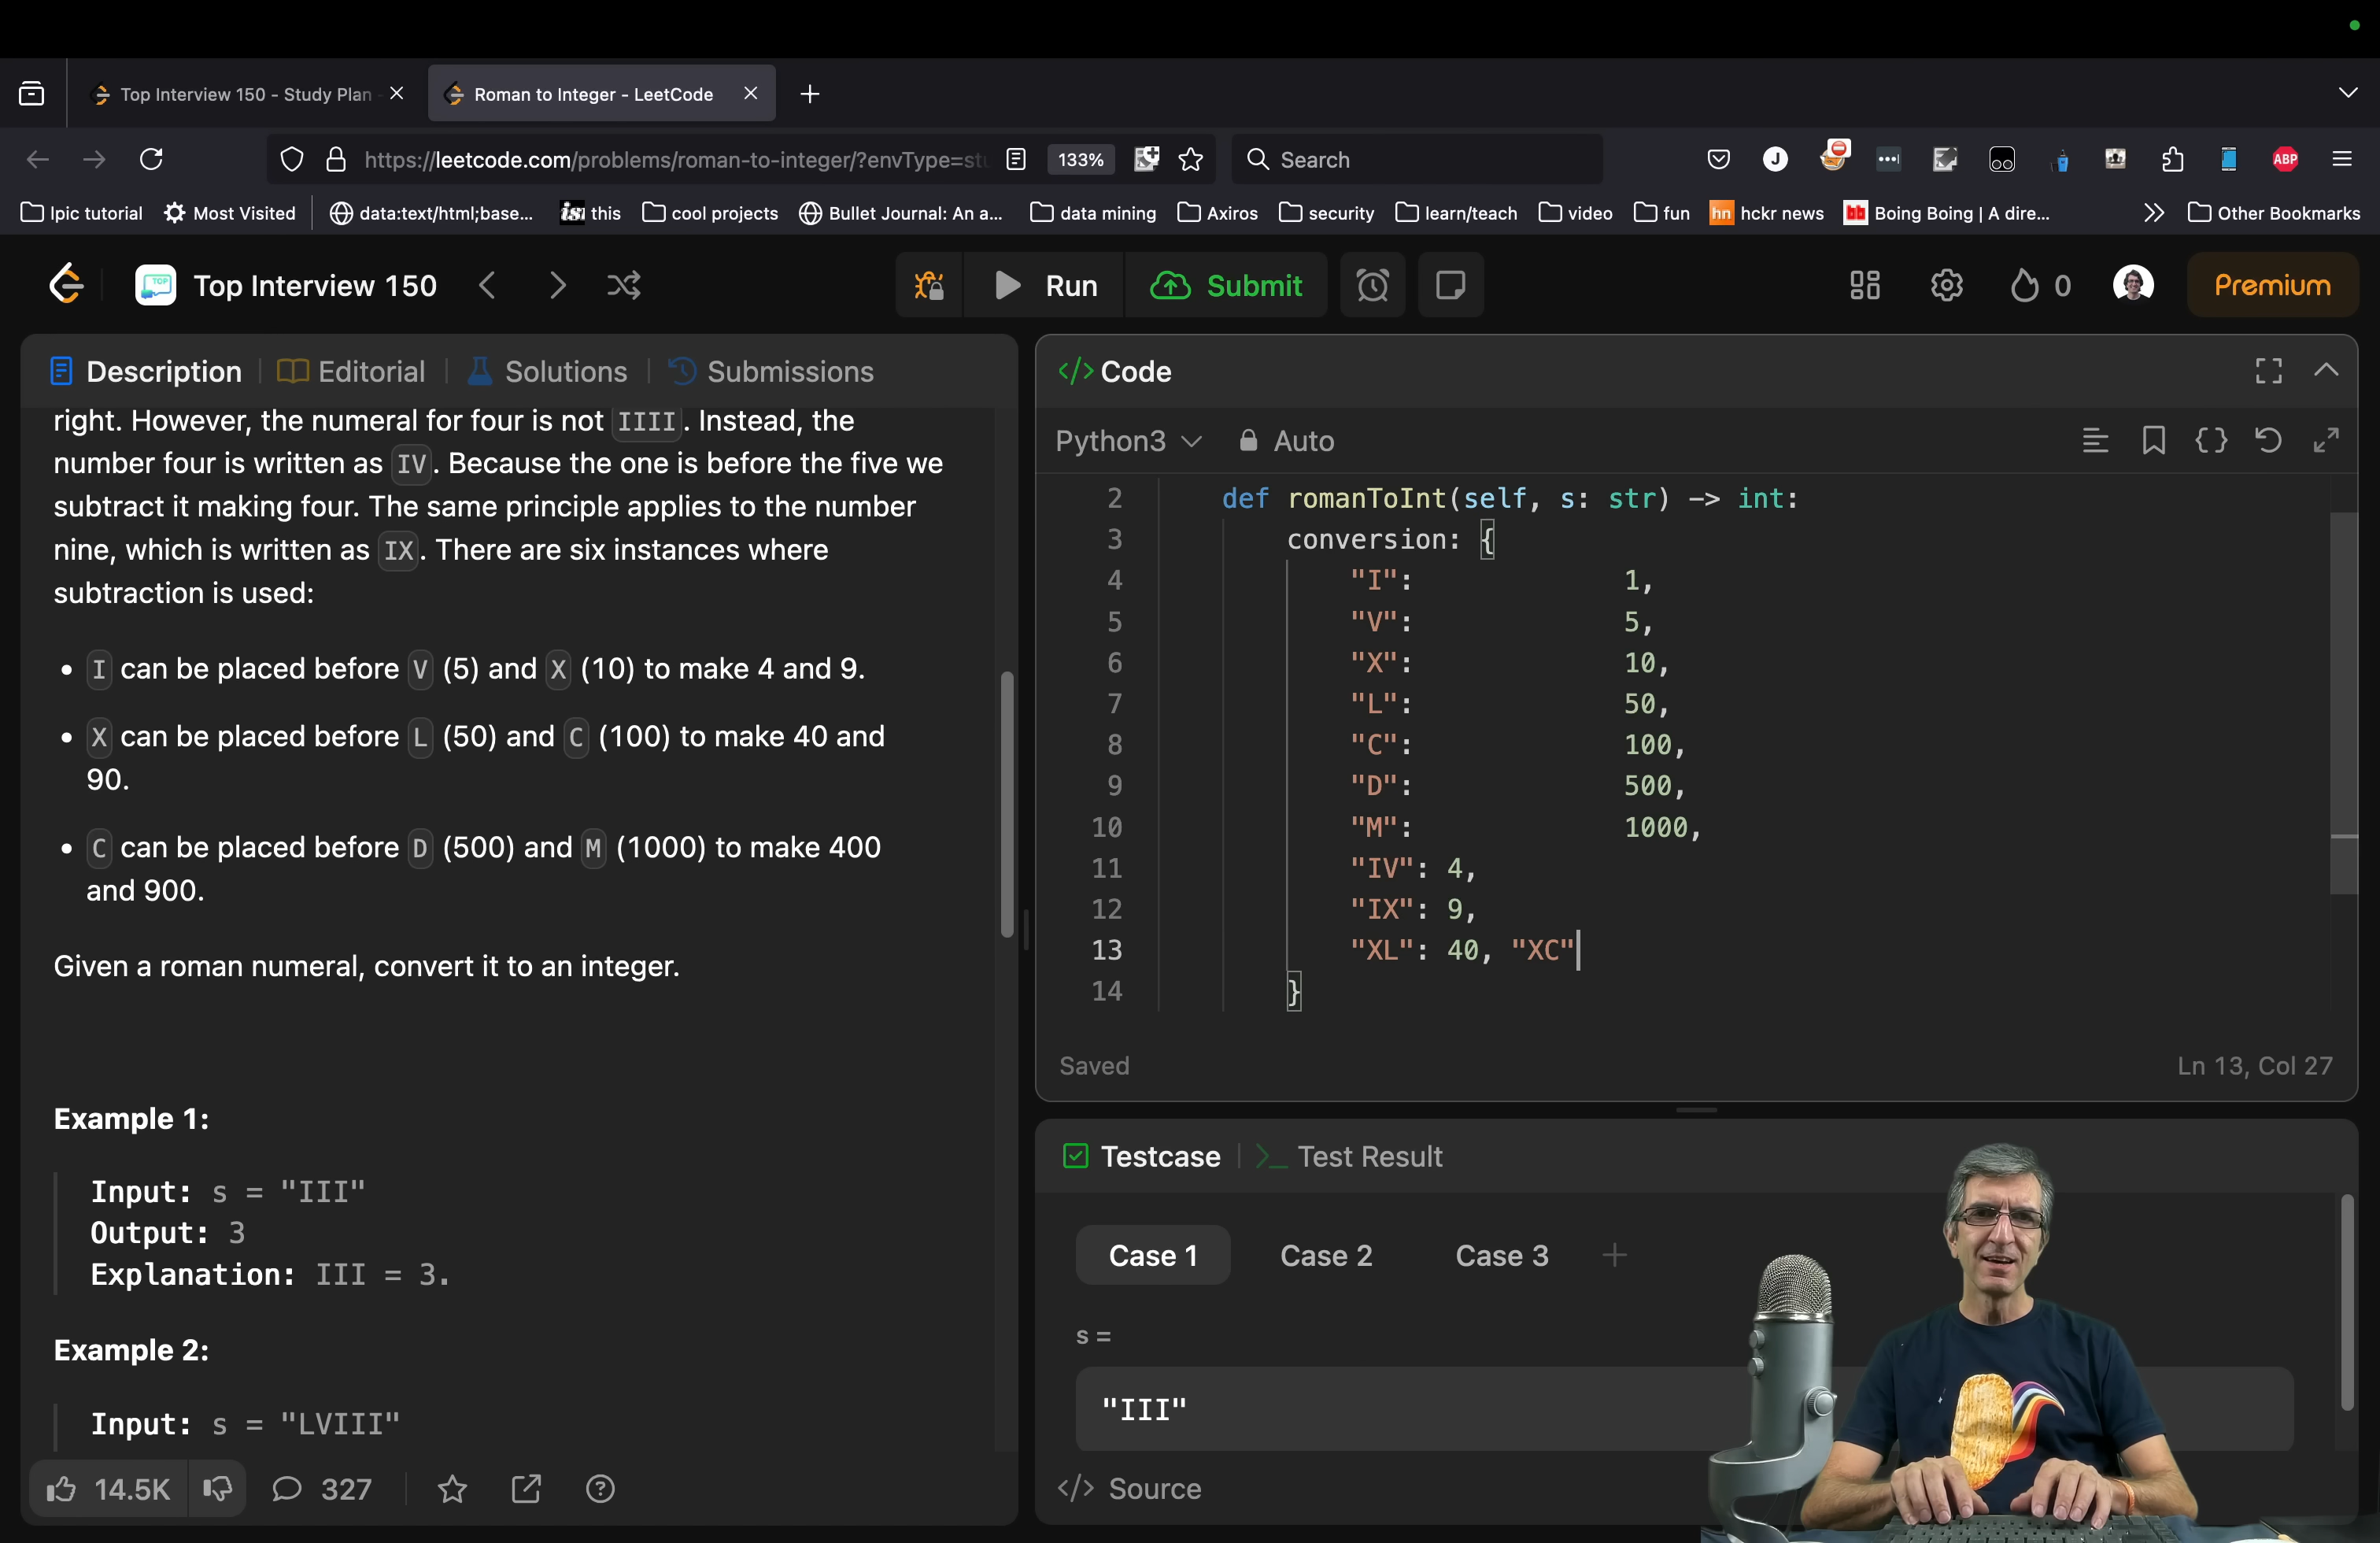 Top Interview 150 - Study Plan
Roman to Integer - LeetCode
https://leetcode.com/problems/roman-to-integer/?envType=stu
133%
Search
J
ABP
lpic tutorial
Most Visited
data:text/html;base...
this
cool projects
Bullet Journal: An a...
data mining
Axiros
security
learn/teach
video
fun
hn hckr news
bb Boing Boing | A dire...
Other Bookmarks
TOP
Top Interview 150
Run
Submit
0
Premium
Description
Editorial
Solutions
Submissions
right. However, the numeral for four is not IIII. Instead, the
number four is written as IV. Because the one is before the five we
subtract it making four. The same principle applies to the number
nine, which is written as IX. There are six instances where
subtraction is used:
• I can be placed before V (5) and X (10) to make 4 and 9.
• X can be placed before L (50) and C (100) to make 40 and
90.
• C can be placed before D (500) and M (1000) to make 400
and 900.
Given a roman numeral, convert it to an integer.
Example 1:
Input: s = "III"
Output: 3
Explanation: III = 3.
Example 2:
Input: s = "LVIII"
14.5K
327
</> Code
Python3
Auto
2 def romanToInt(self, s: str) -> int:
3 conversion: {
4 "I": 1,
5 "V": 5,
6 "X": 10,
7 "L": 50,
8 "C": 100,
9 "D": 500,
10 "M": 1000,
11 "IV": 4,
12 "IX": 9,
13 "XL": 40, "XC"
14 }
Saved
Ln 13, Col 27
Testcase
>_ Test Result
Case 1
Case 2
Case 3
+
s =
"III"
</> Source